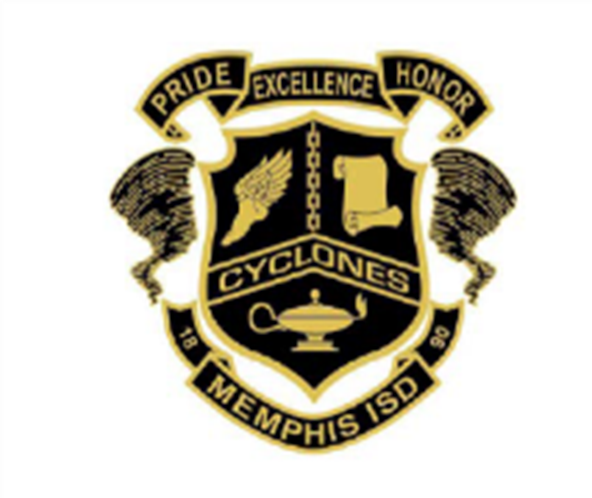 PRIDE EXCELLENCE HONOR
CYCLONES
18 90
MEMPHIS ISD